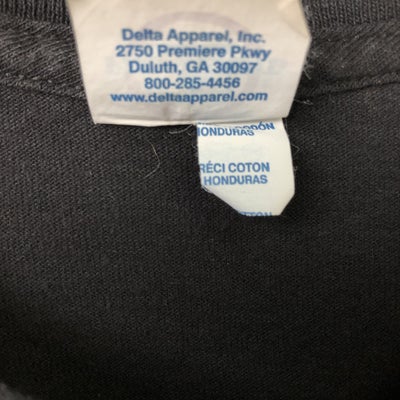 Delta Apparel, Inc.
2750 Premiere Pkwy
Duluth, GA 30097
800-285-4456
www.deltaapparel.com
HONDURAS
RÉCI COTON
HONDURAS